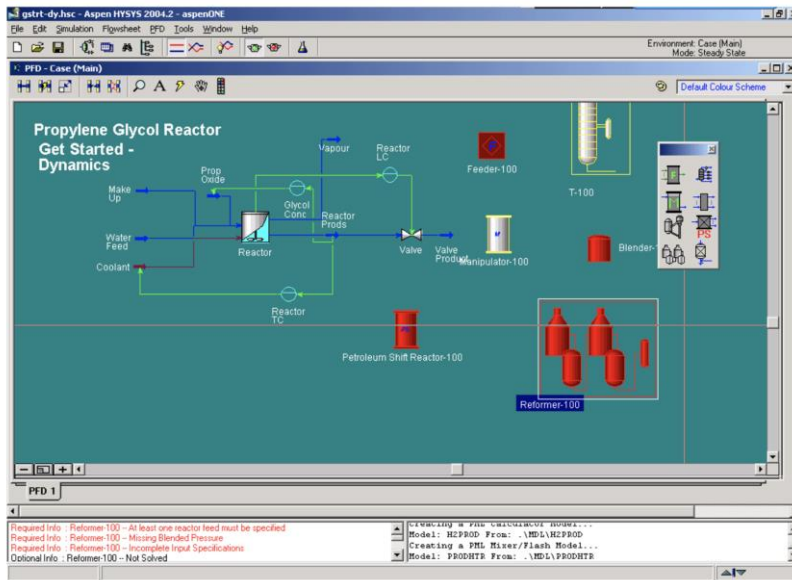 gstrt-dy.hsc - Aspen HYSYS 2004.2 - aspenONE
File Edit Simulation Flowsheet PFD Tools Window Help
Environment: Case (Main)
Mode: Steady State
PFD - Case (Main)
A
Default Colour Scheme
Propylene Glycol Reactor
Get Started -
Dynamics
Vapour
Reactor
LC
Feeder-100
T-100
Prop
Oxide
Make
Up
Glycol
Conc
Reactor
Prods
Water
Feed
Reactor
Valve
Valve
Product
Manipulator-100
Blender-
PS
Coolant
Reactor
TC
Petroleum Shift Reactor-100
Reformer-100
PFD 1
Required Info : Reformer-100 -- At least one reactor feed must be specified
Required Info : Reformer-100 -- Missing Blended Pressure
Required Info : Reformer-100 -- Incomplete Input Specifications
Optional Info : Reformer-100 -- Not Solved
Creating a PML Calculator Model...
Model: H2PROD From: .\MDL\H2PROD
Creating a PML Mixer/Flash Model...
Model: PRODHTR From: .\MDL\PRODHTR